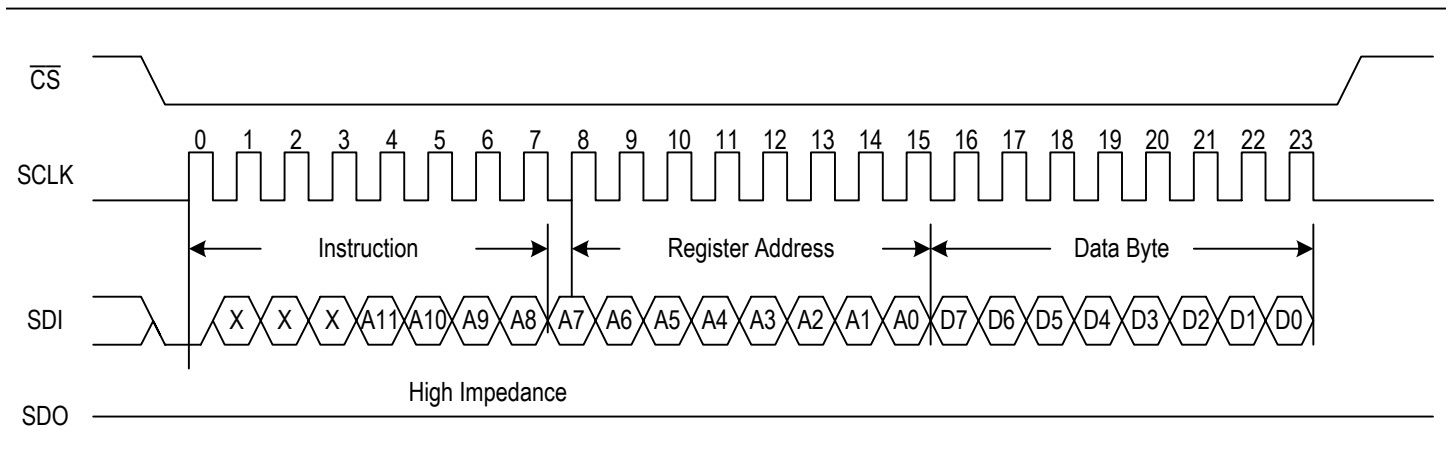 CS
0 1 2 3 4 5 6 7 8 9 10 11 12 13 14 15 16 17 18 19 20 21 22 23
SCLK
Instruction Register Address Data Byte
SDI X X X A11 A10 A9 A8 A7 A6 A5 A4 A3 A2 A1 A0 D7 D6 D5 D4 D3 D2 D1 D0
High Impedance
SDO